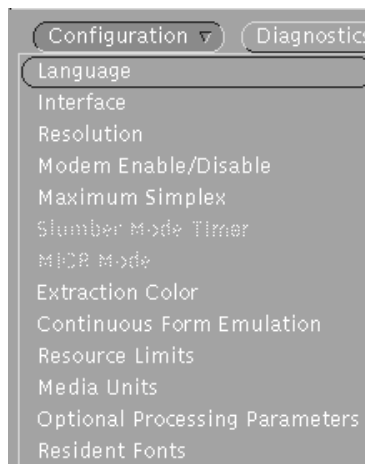 Configuration Diagnostics
Language
Interface
Resolution
Modem Enable/Disable
Maximum Simplex
Slumber Mode Timer
MICR Mode
Extraction Color
Continuous Form Emulation
Resource Limits
Media Units
Optional Processing Parameters
Resident Fonts